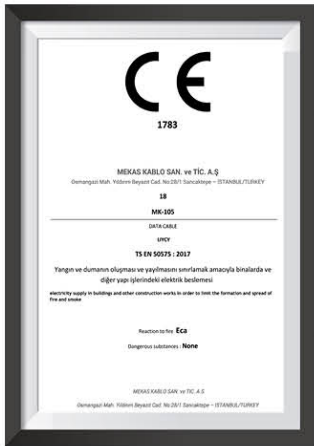 CE
1783
MEKAS KABLO SAN. ve TİC. A.Ş
Osmangazi Mah. Yıldırım Beyazıt Cad. No:28/1 Sancaktepe – İSTANBUL/TURKEY
18
MK-105
DATA CABLE
LIYCY
TS EN 50575 : 2017
Yangın ve dumanın oluşması ve yayılmasını sınırlamak amacıyla binalarda ve
diğer yapı işlerindeki elektrik beslemesi
electricity supply in buildings and other construction works in order to limit the formation and spread of
fire and smoke
Reaction to fire Eca
Dangerous substances : None
MEKAS KABLO SAN. ve TİC. A.Ş
Osmangazi Mah. Yıldırım Beyazıt Cad. No:28/1 Sancaktepe – İSTANBUL/TURKEY